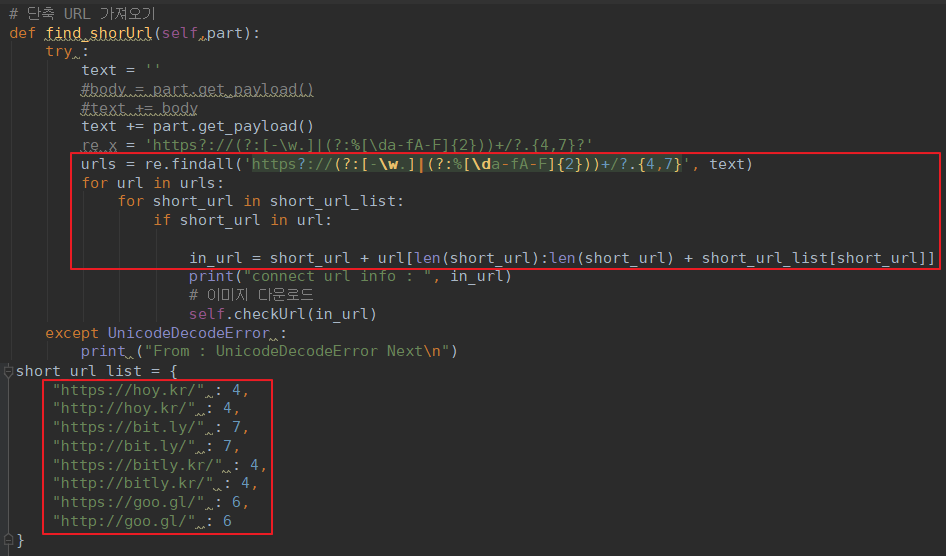 # 단축 URL 가져오기
def find_shorUrl(self,part):
    try :
        text = ''
        #body = part.get_payload()
        #text += body
        text += part.get_payload()
        re_x = 'https?://(?:[-\w.]|(?:%[\da-fA-F]{2}))+/?.{4,7}?'
        urls = re.findall('https?://(?:[-\w.]|(?:%[\da-fA-F]{2}))+/?.{4,7}', text)
        for url in urls:
            for short_url in short_url_list:
                if short_url in url:
                    in_url = short_url + url[len(short_url):len(short_url) + short_url_list[short_url]]
                    print("connect url info : ", in_url)
                    # 이미지 다운로드
                    self.checkUrl(in_url)
    except UnicodeDecodeError :
        print ("From : UnicodeDecodeError Next\n")
short_url_list = {
    "https://hoy.kr/" : 4,
    "http://hoy.kr/" : 4,
    "https://bit.ly/" : 7,
    "http://bit.ly/" : 7,
    "https://bitly.kr/" : 4,
    "http://bitly.kr/" : 4,
    "https://goo.gl/" : 6,
    "http://goo.gl/" : 6
}